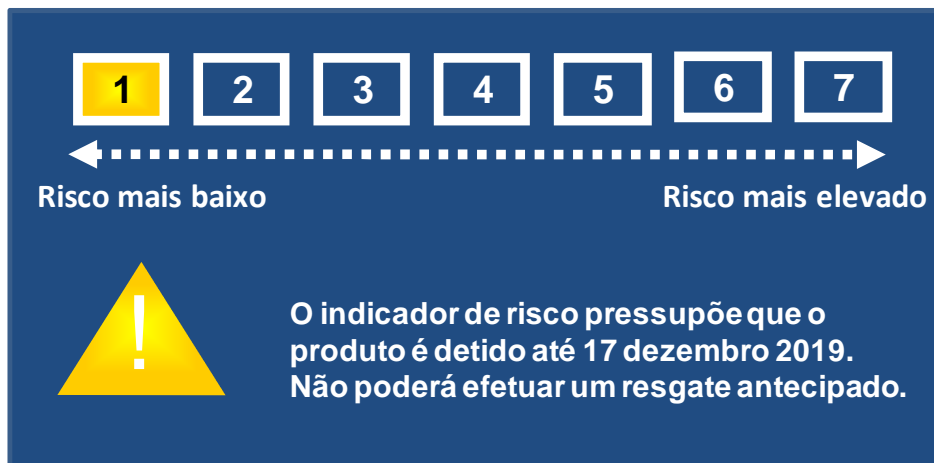 1 2 3 4 5 6 7
Risco mais baixo Risco mais elevado
!
O indicador de risco pressupõe que o
produto é detido até 17 dezembro 2019.
Não poderá efetuar um resgate antecipado.